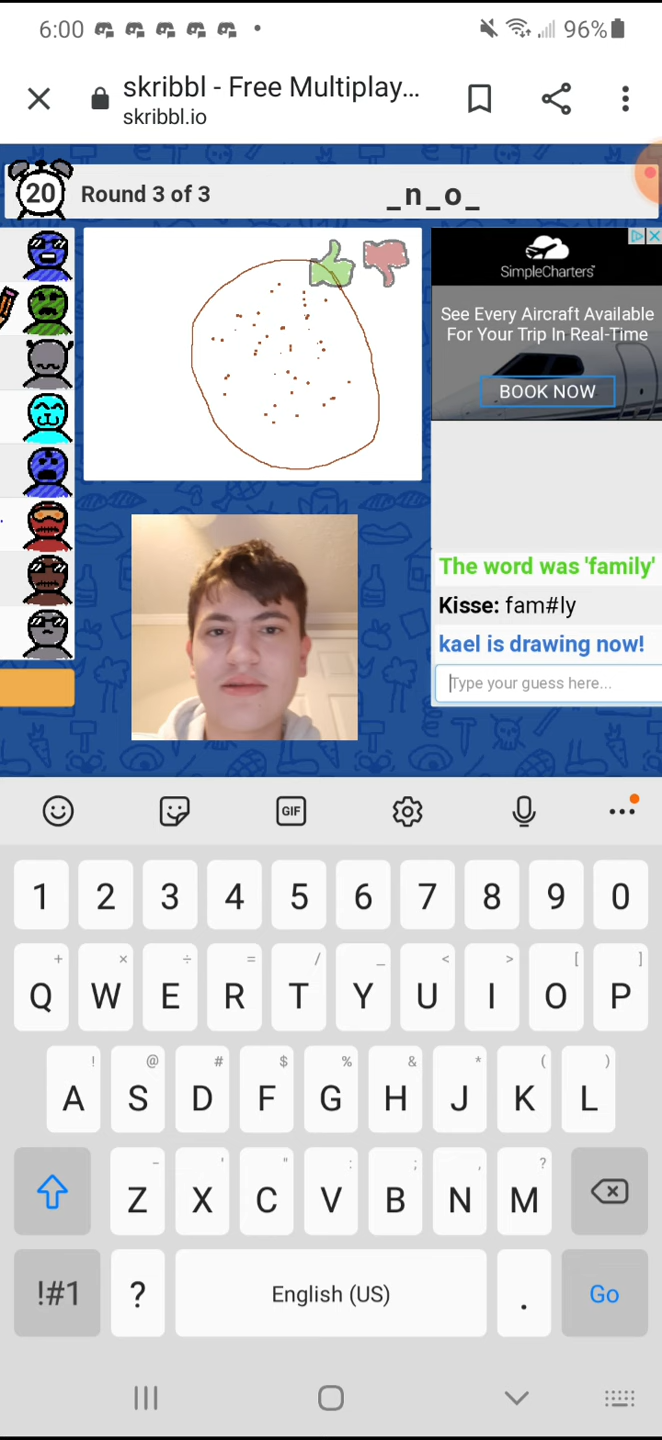 6:00
96%
skribbl - Free Multiplay...
skribbl.io
20 Round 3 of 3 _n_o_
SimpleCharters
See Every Aircraft Available
For Your Trip In Real-Time
BOOK NOW
The word was 'family'
Kisse: fam#ly
kael is drawing now!
Type your guess here...
GIF
1 2 3 4 5 6 7 8 9 0
+ × ÷ = / _ < > [ ]
Q W E R T Y U I O P
! @ # $ % & * ( )
A S D F G H J K L
- ' " : ; , ?
Z X C V B N M
!#1 ? English (US) . Go